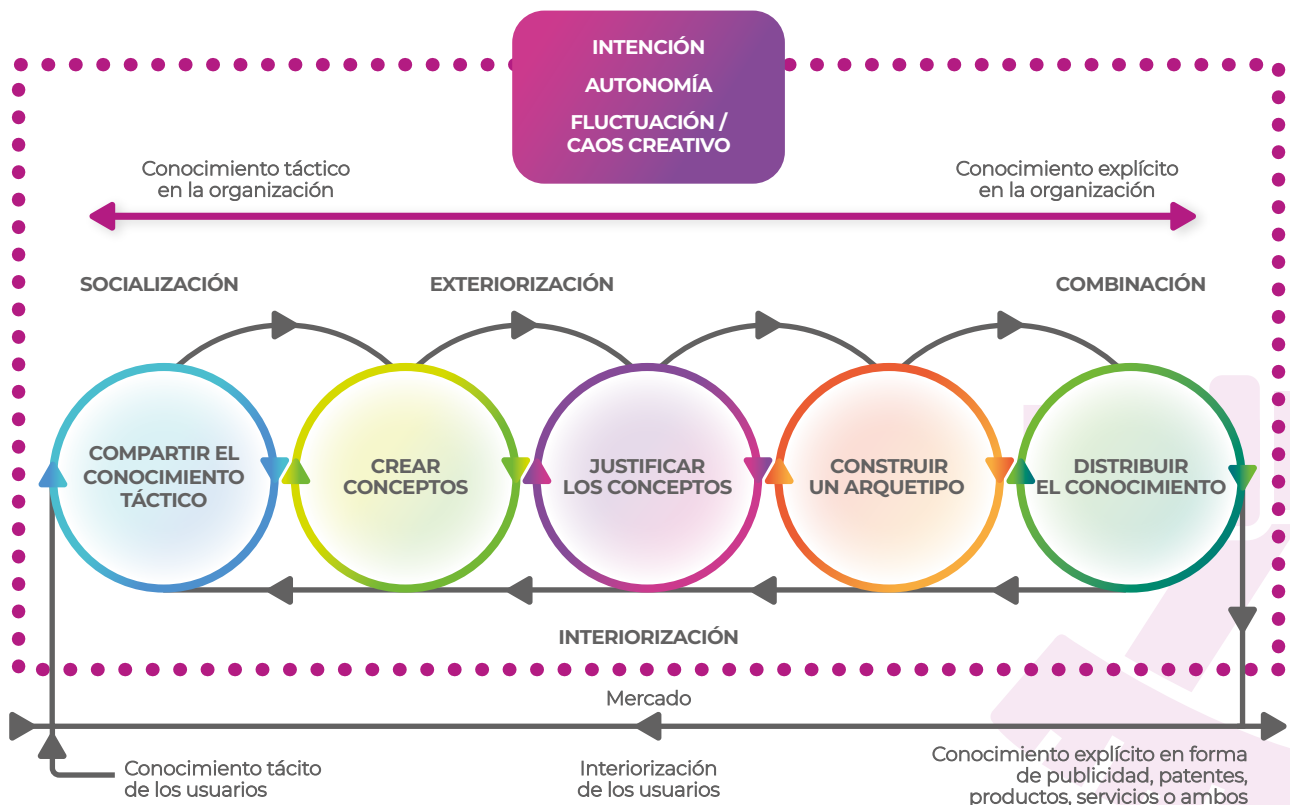 INTENCIÓN
AUTONOMÍA
FLUCTUACIÓN /
CAOS CREATIVO
Conocimiento táctico
en la organización
Conocimiento explícito
en la organización
SOCIALIZACIÓN
EXTERIORIZACIÓN
COMBINACIÓN
COMPARTIR EL
CONOCIMIENTO
TÁCTICO
CREAR
CONCEPTOS
JUSTIFICAR
LOS CONCEPTOS
CONSTRUIR
UN ARQUETIPO
DISTRIBUIR
EL CONOCIMIENTO
INTERIORIZACIÓN
Mercado
Conocimiento tácito
de los usuarios
Interiorización
de los usuarios
Conocimiento explícito en forma
de publicidad, patentes,
productos, servicios o ambos